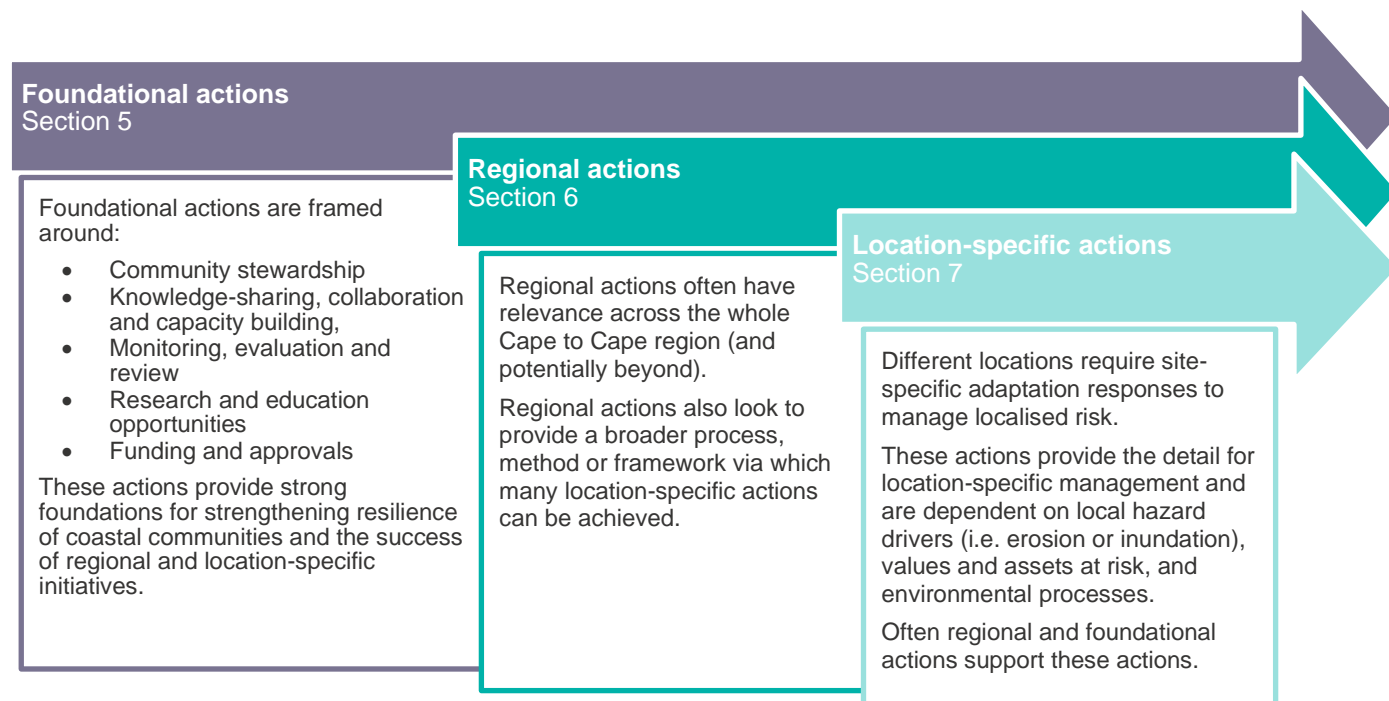 Foundational actions
Section 5
Foundational actions are framed
around:
• Community stewardship
• Knowledge-sharing, collaboration
and capacity building,
• Monitoring, evaluation and
review
• Research and education
opportunities
• Funding and approvals
These actions provide strong
foundations for strengthening resilience
of coastal communities and the success
of regional and location-specific
initiatives.
Regional actions
Section 6
Regional actions often have
relevance across the whole
Cape to Cape region (and
potentially beyond).
Regional actions also look to
provide a broader process,
method or framework via which
many location-specific actions
can be achieved.
Location-specific actions
Section 7
Different locations require site-
specific adaptation responses to
manage localised risk.
These actions provide the detail for
location-specific management and
are dependent on local hazard
drivers (i.e. erosion or inundation),
values and assets at risk, and
environmental processes.
Often regional and foundational
actions support these actions.